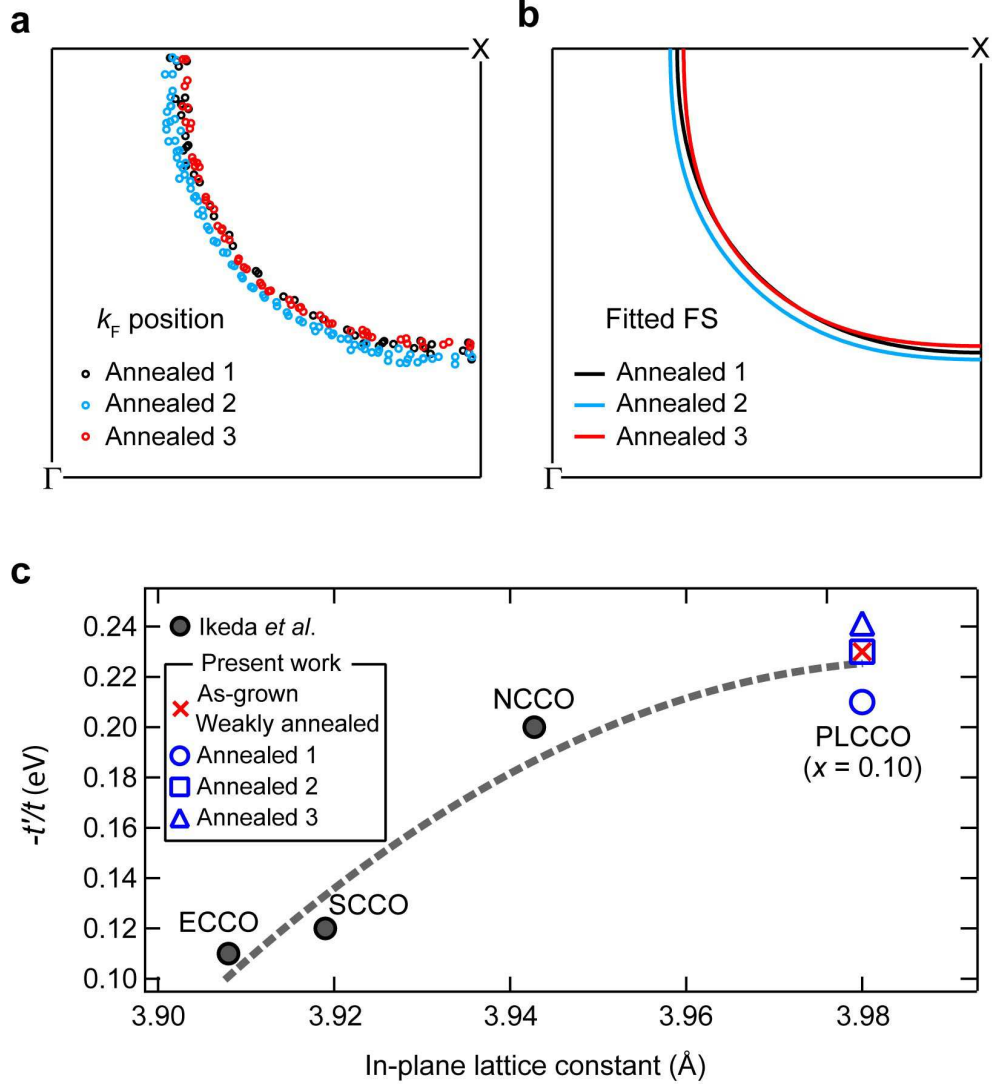 a
X
kF position
Annealed 1
Annealed 2
Annealed 3
Γ
b
X
Fitted FS
Annealed 1
Annealed 2
Annealed 3
Γ
c
-t'/t (eV)
0.24
0.22
0.20
0.18
0.16
0.14
0.12
0.10
Ikeda et al.
Present work
As-grown
Weakly annealed
Annealed 1
Annealed 2
Annealed 3
NCCO
PLCCO
(x = 0.10)
ECCO
SCCO
3.90
3.92
3.94
3.96
3.98
In-plane lattice constant (Å)